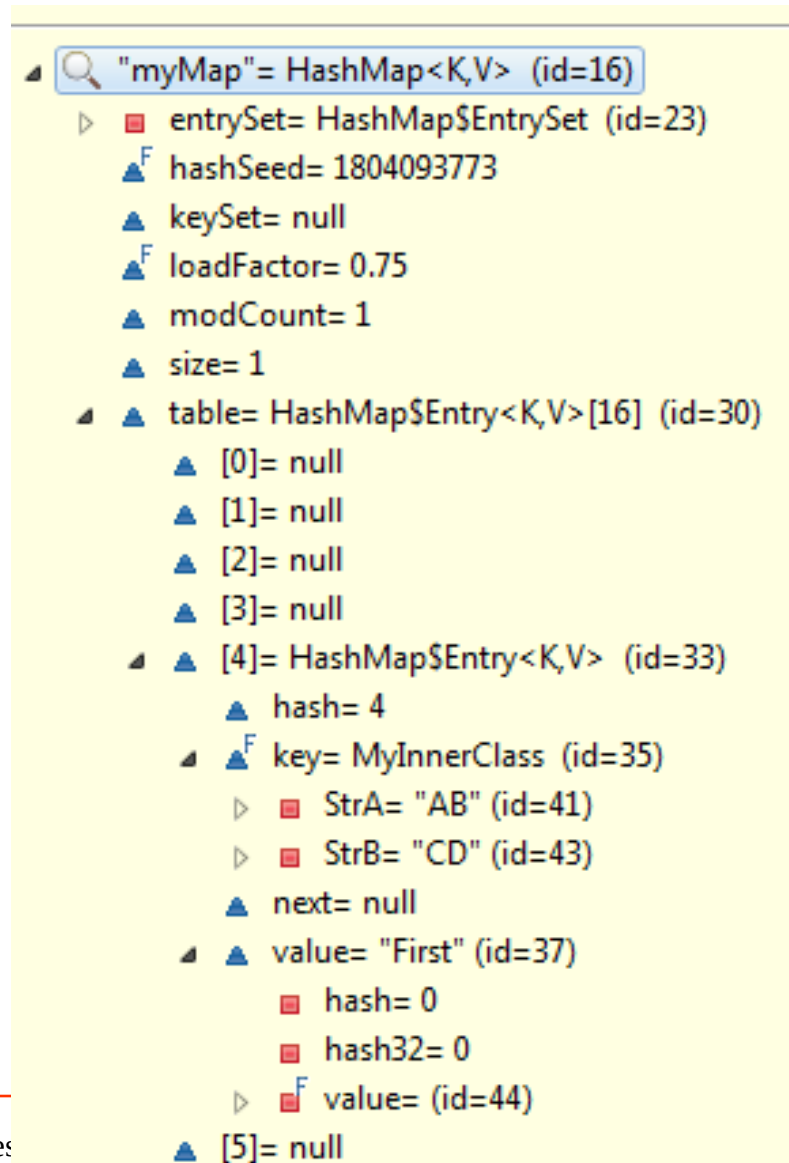 "myMap"= HashMap<K,V> (id=16)
entrySet= HashMap$EntrySet (id=23)
F hashSeed= 1804093773
keySet= null
F loadFactor= 0.75
modCount= 1
size= 1
table= HashMap$Entry<K,V>[16] (id=30)
[0]= null
[1]= null
[2]= null
[3]= null
[4]= HashMap$Entry<K,V> (id=33)
hash= 4
F key= MyInnerClass (id=35)
StrA= "AB" (id=41)
StrB= "CD" (id=43)
next= null
value= "First" (id=37)
hash= 0
hash32= 0
F value= (id=44)
[5]= null